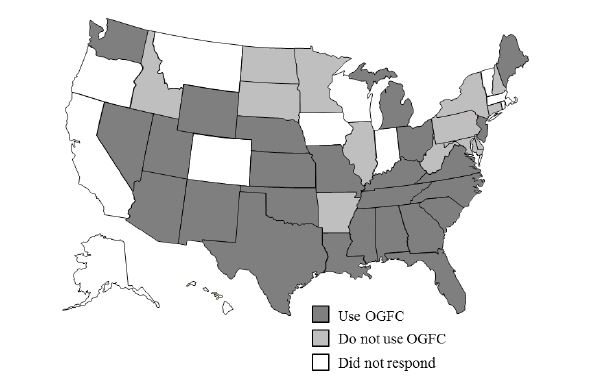 Use OGFC
Do not use OGFC
Did not respond